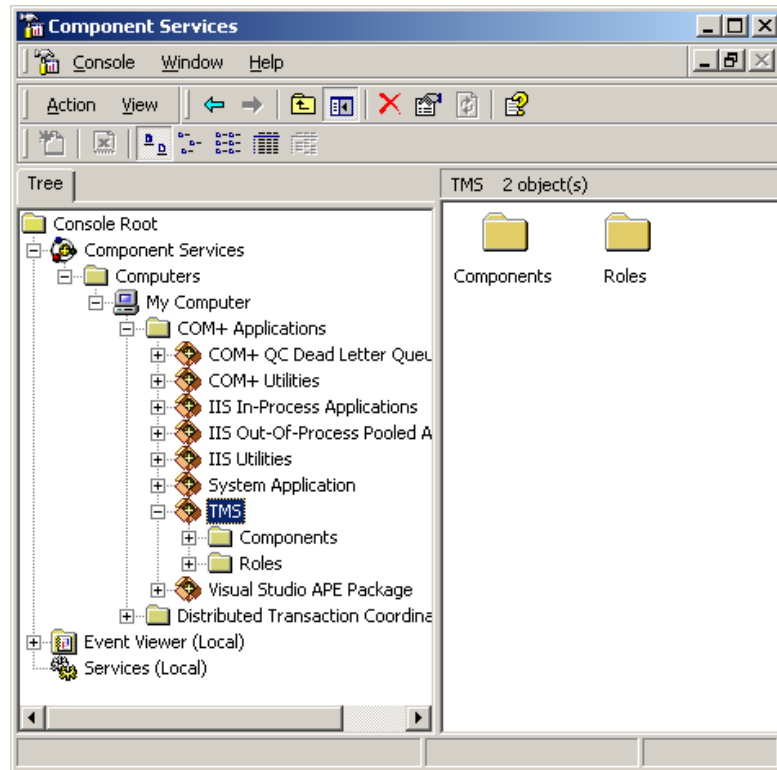 Component Services
Console Window Help
Action View
Tree
TMS 2 object(s)
Console Root
Component Services
Computers
My Computer
COM+ Applications
COM+ QC Dead Letter Queu
COM+ Utilities
IIS In-Process Applications
IIS Out-Of-Process Pooled A
IIS Utilities
System Application
TMS
Components
Roles
Visual Studio APE Package
Distributed Transaction Coordina
Event Viewer (Local)
Services (Local)
Components Roles